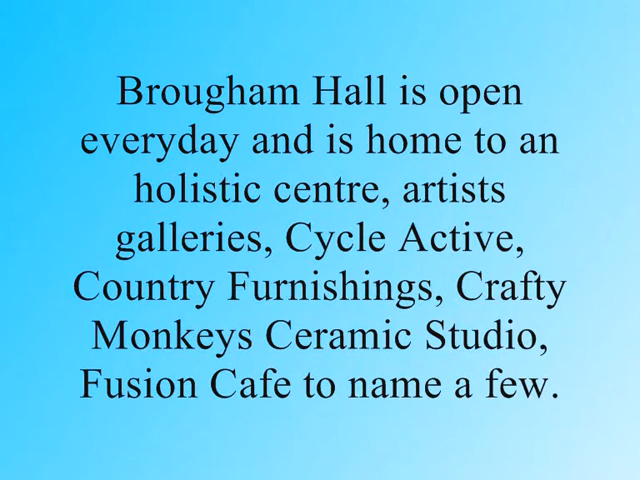 Brougham Hall is open
everyday and is home to an
holistic centre, artists
galleries, Cycle Active,
Country Furnishings, Crafty
Monkeys Ceramic Studio,
Fusion Cafe to name a few.